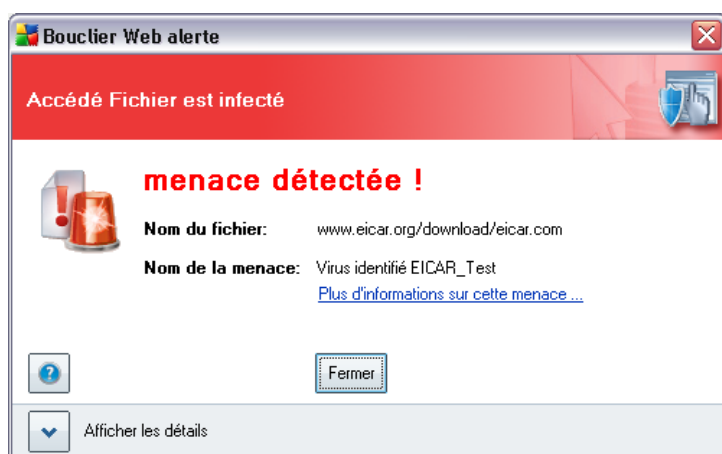 Bouclier Web alerte
Accédé Fichier est infecté
menace détectée !
Nom du fichier: www.eicar.org/download/eicar.com
Nom de la menace: Virus identifié EICAR_Test
Plus d'informations sur cette menace ...
Fermer
Afficher les détails